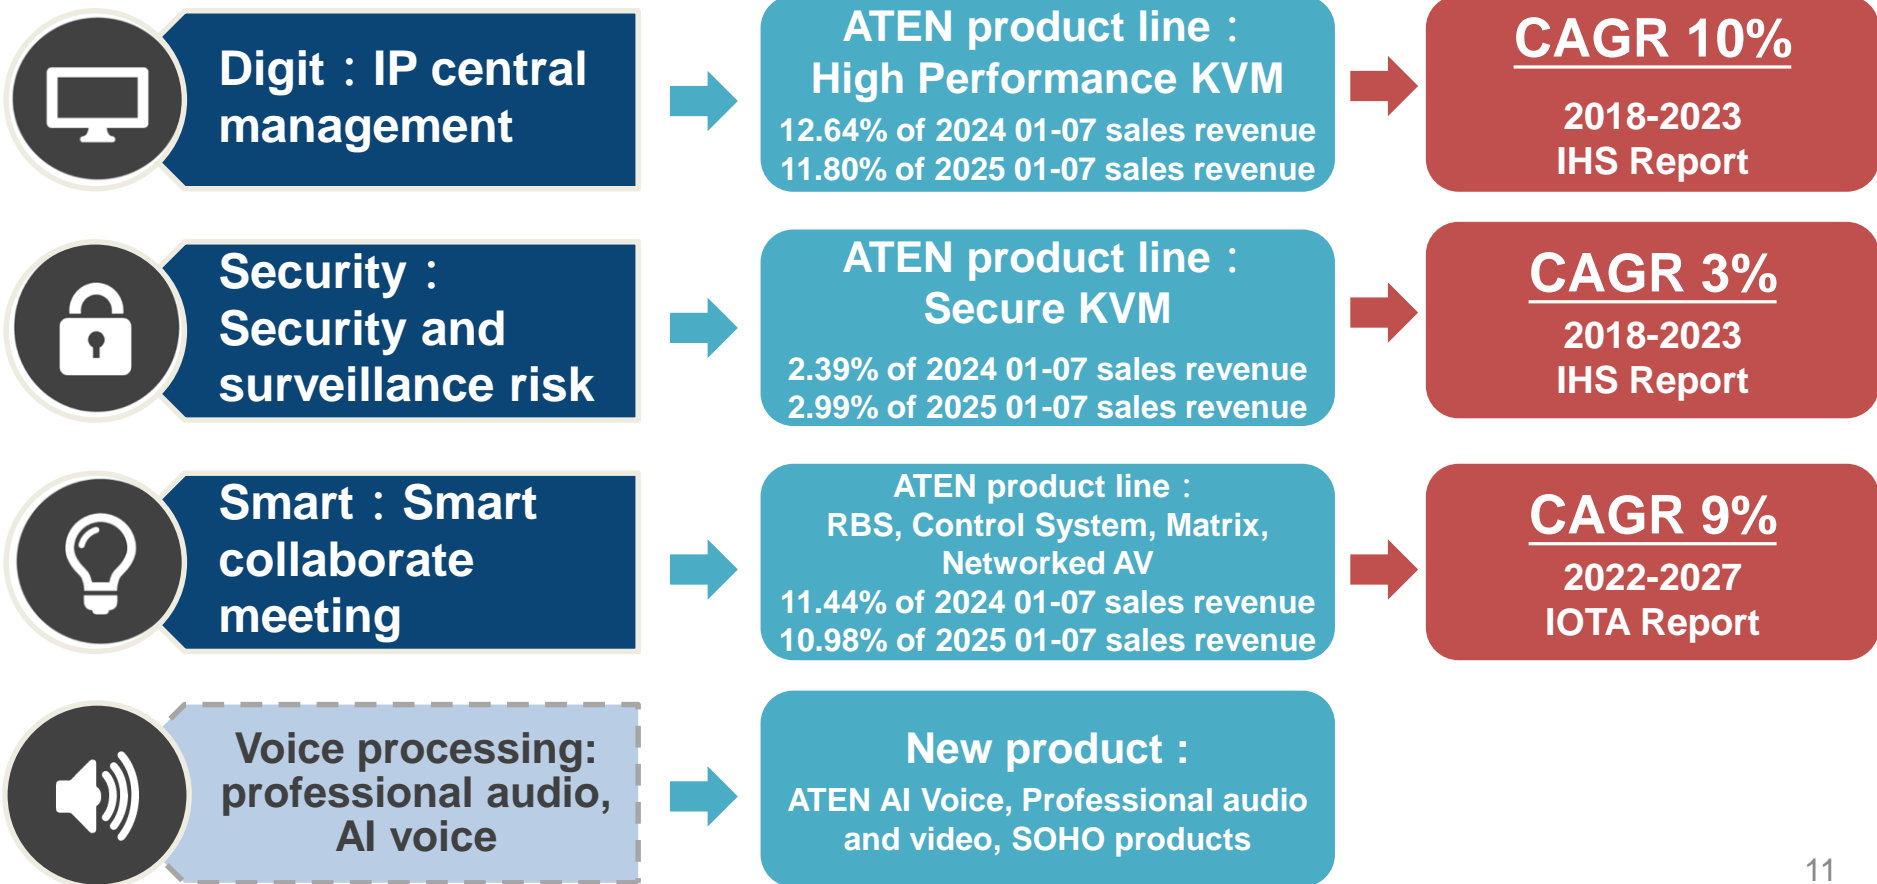 Digit：IP central
management
ATEN product line：
High Performance KVM
12.64% of 2024 01-07 sales revenue
11.80% of 2025 01-07 sales revenue
CAGR 10%
2018-2023
IHS Report
Security：
Security and
surveillance risk
ATEN product line：
Secure KVM
2.39% of 2024 01-07 sales revenue
2.99% of 2025 01-07 sales revenue
CAGR 3%
2018-2023
IHS Report
Smart：Smart
collaborate
meeting
ATEN product line：
RBS, Control System, Matrix,
Networked AV
11.44% of 2024 01-07 sales revenue
10.98% of 2025 01-07 sales revenue
CAGR 9%
2022-2027
IOTA Report
Voice processing:
professional audio,
AI voice
New product：
ATEN AI Voice, Professional audio
and video, SOHO products
11